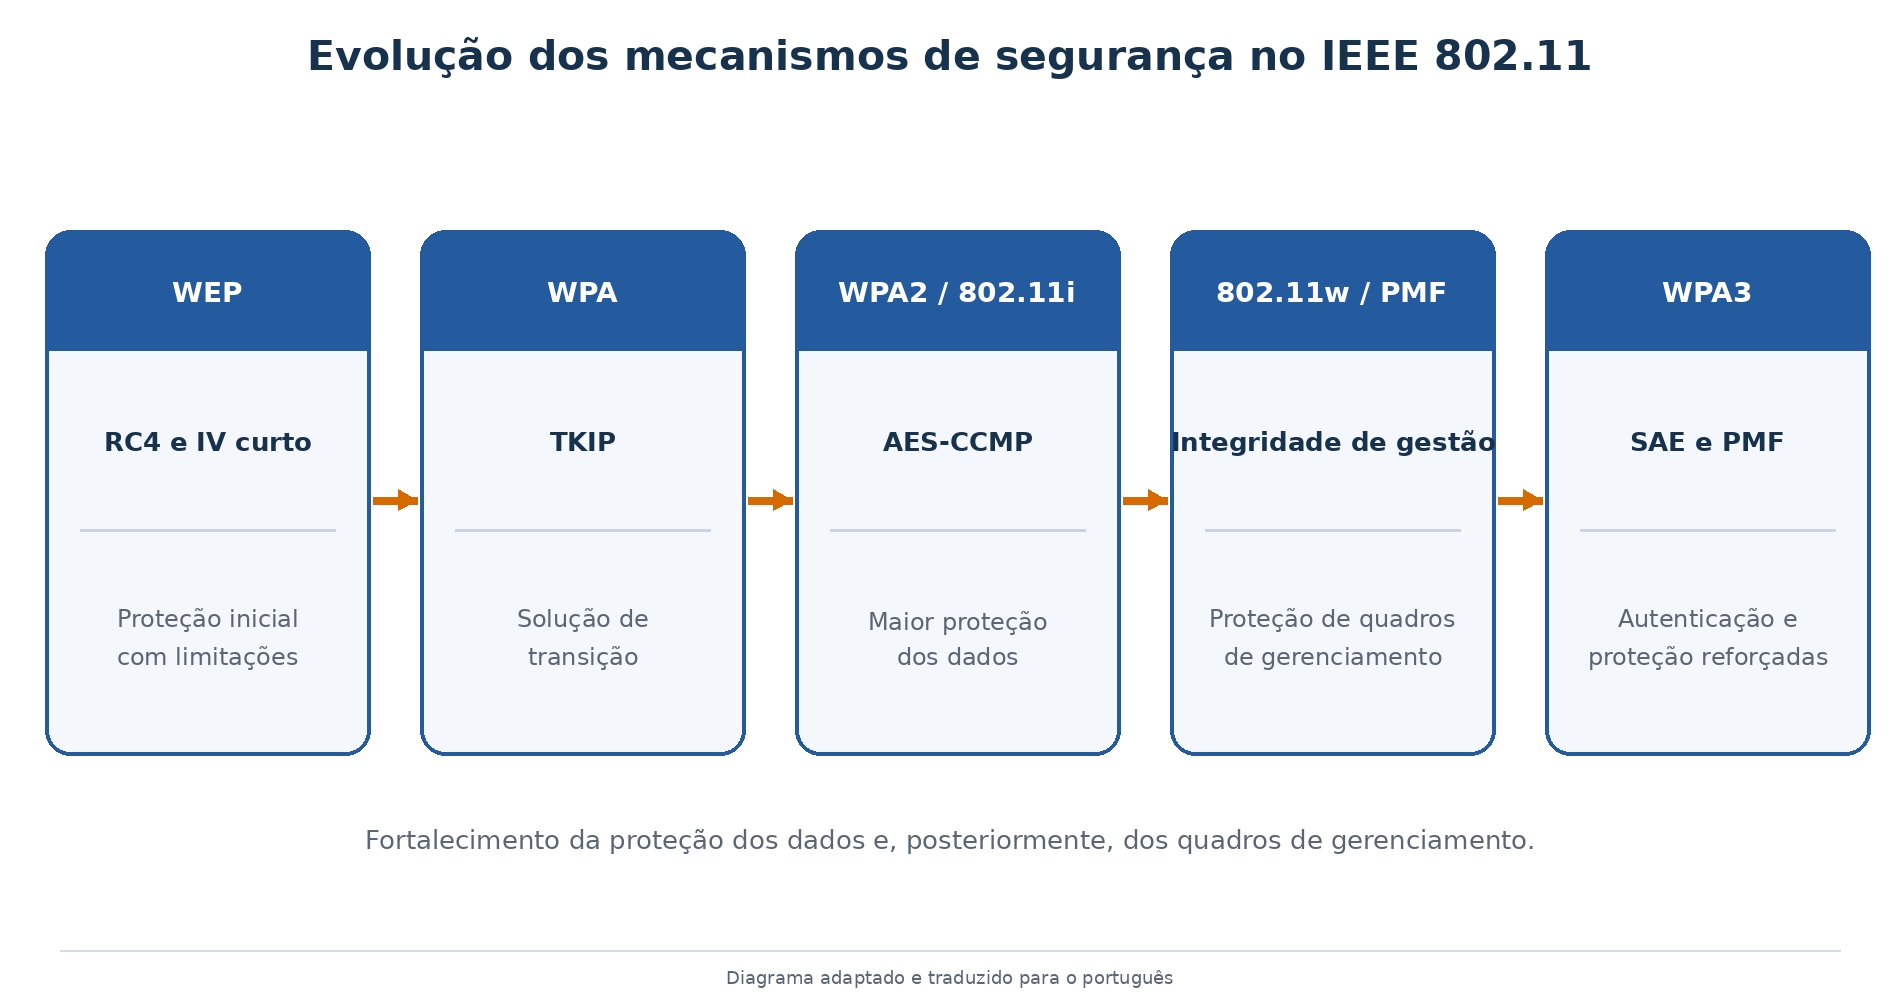 Evolução dos mecanismos de segurança no IEEE 802.11
WEP
RC4 e IV curto
Proteção inicial
com limitações
WPA
TKIP
Solução de
transição
WPA2 / 802.11i
AES-CCMP
Maior proteção
dos dados
802.11w / PMF
Integridade de gestão
Proteção de quadros
de gerenciamento
WPA3
SAE e PMF
Autenticação e
proteção reforçadas
Fortalecimento da proteção dos dados e, posteriormente, dos quadros de gerenciamento.
Diagrama adaptado e traduzido para o português